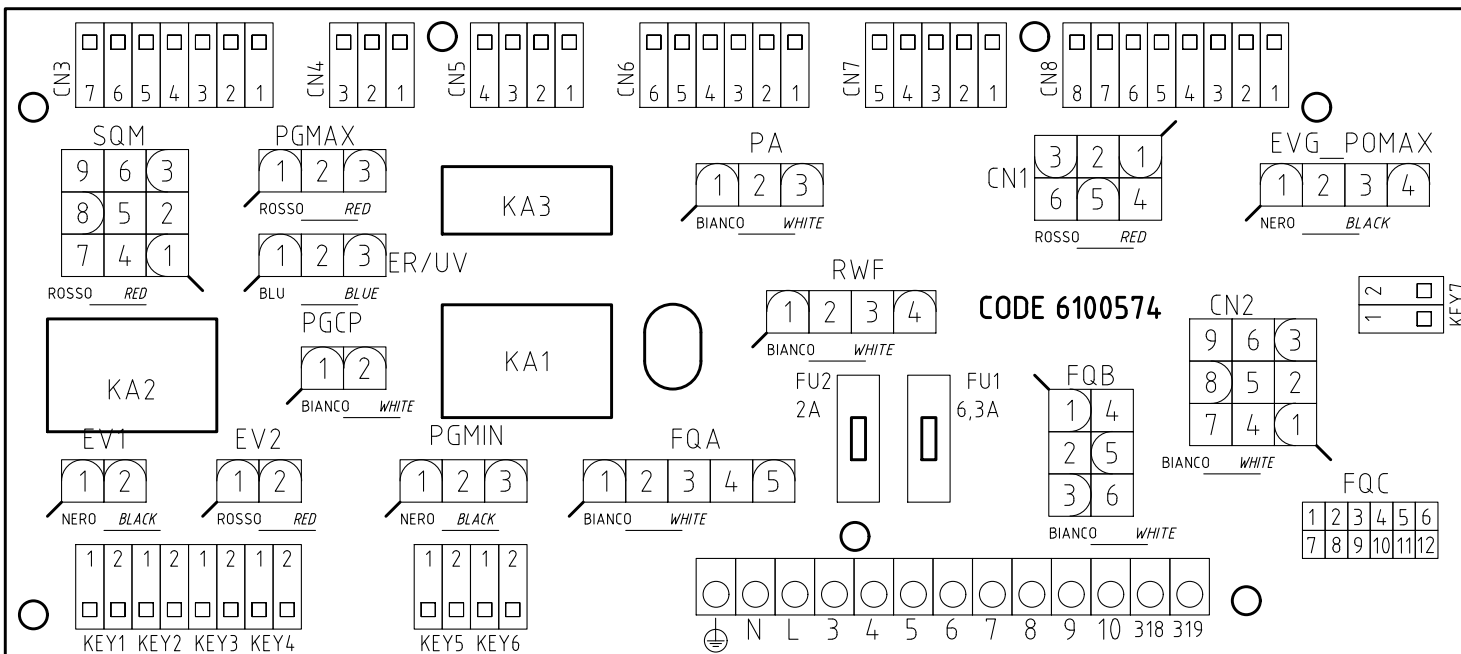 CN3 7 6 5 4 3 2 1
CN4 3 2 1
CN5 4 3 2 1
CN6 6 5 4 3 2 1
CN7 5 4 3 2 1
CN8 8 7 6 5 4 3 2 1
SQM
9 6 3
8 5 2
7 4 1
ROSSO RED
PGMAX
1 2 3
ROSSO RED
1 2 3 ER/UV
BLU BLUE
KA3
PA
1 2 3
BIANCO WHITE
CN1
3 2 1
6 5 4
ROSSO RED
EVG_POMAX
1 2 3 4
NERO BLACK
KA2
PGCP
1 2
BIANCO WHITE
KA1
RWF
1 2 3 4
BIANCO WHITE
CODE 6100574
CN2
9 6 3
8 5 2
7 4 1
BIANCO WHITE
2
1
KEY7
EV1
1 2
NERO BLACK
EV2
1 2
ROSSO RED
PGMIN
1 2 3
NERO BLACK
FQA
1 2 3 4 5
BIANCO WHITE
FU2
2A
FU1
6,3A
FQB
1 4
2 5
3 6
BIANCO WHITE
FQC
1 2 3 4 5 6
7 8 9 10 11 12
1 2 1 2 1 2 1 2
KEY1 KEY2 KEY3 KEY4
1 2 1 2
KEY5 KEY6
N L 3 4 5 6 7 8 9 10 318 319